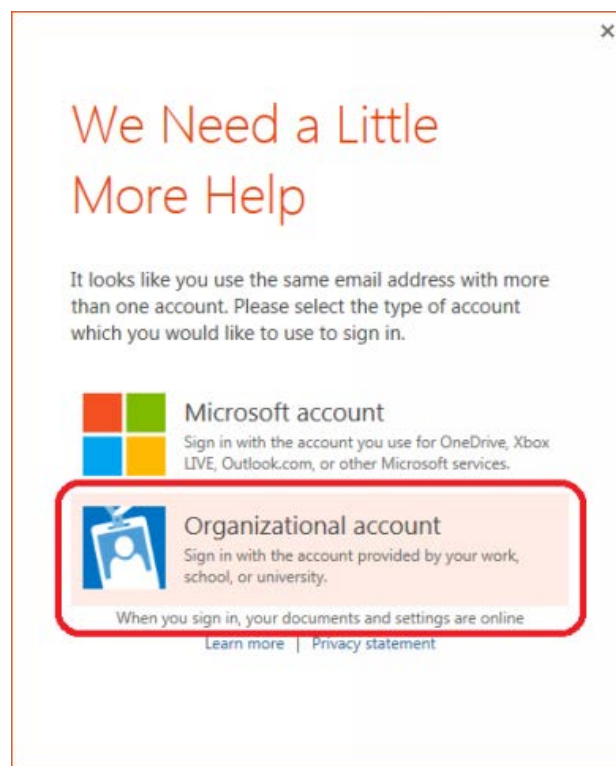 We Need a Little
More Help
It looks like you use the same email address with more
than one account. Please select the type of account
which you would like to use to sign in.
Microsoft account
Sign in with the account you use for OneDrive, Xbox
LIVE, Outlook.com, or other Microsoft services.
Organizational account
Sign in with the account provided by your work,
school, or university.
When you sign in, your documents and settings are online
Learn more | Privacy statement